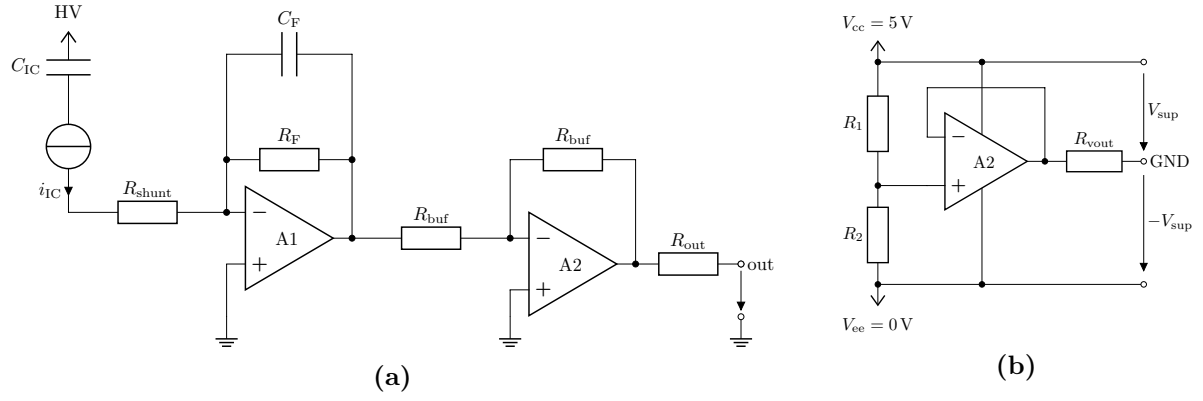 HV
C_IC
i_IC
R_shunt
C_F
R_F
−
A1
+
R_buf
R_buf
−
A2
+
R_out
out
(a)
V_cc = 5 V
R_1
−
A2
+
R_vout
V_sup
GND
R_2
−V_sup
V_ee = 0 V
(b)